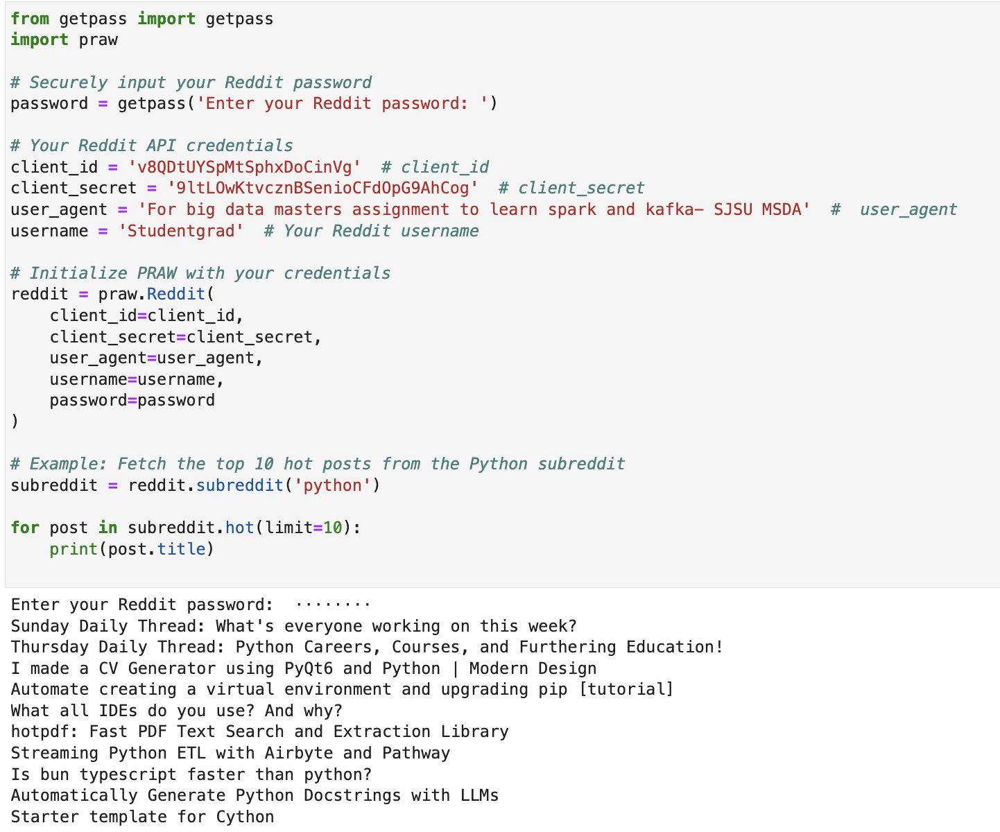 from getpass import getpass
import praw
# Securely input your Reddit password
password = getpass('Enter your Reddit password: ')
# Your Reddit API credentials
client_id = 'v8QDtUYSpMtSphxDoCinVg'  # client_id
client_secret = '9ltLOwKtvcznBSenioCFdOpG9AhCog'  # client_secret
user_agent = 'For big data masters assignment to learn spark and kafka– SJSU MSDA'  #  user_agent
username = 'Studentgrad'  # Your Reddit username
# Initialize PRAW with your credentials
reddit = praw.Reddit(
    client_id=client_id,
    client_secret=client_secret,
    user_agent=user_agent,
    username=username,
    password=password
)
# Example: Fetch the top 10 hot posts from the Python subreddit
subreddit = reddit.subreddit('python')
for post in subreddit.hot(limit=10):
    print(post.title)
Enter your Reddit password:  ········
Sunday Daily Thread: What's everyone working on this week?
Thursday Daily Thread: Python Careers, Courses, and Furthering Education!
I made a CV Generator using PyQt6 and Python | Modern Design
Automate creating a virtual environment and upgrading pip [tutorial]
What all IDEs do you use? And why?
hotpdf: Fast PDF Text Search and Extraction Library
Streaming Python ETL with Airbyte and Pathway
Is bun typescript faster than python?
Automatically Generate Python Docstrings with LLMs
Starter template for Cython